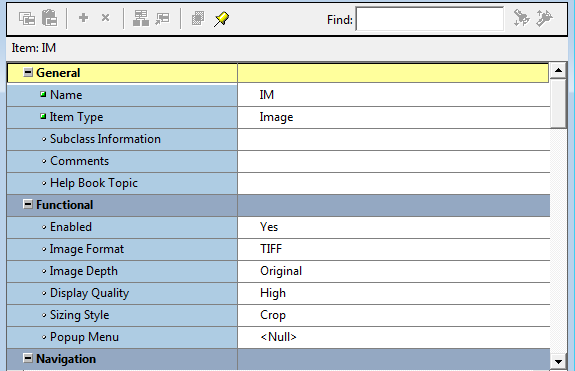 Find:
Item: IM
General
Name IM
Item Type Image
Subclass Information
Comments
Help Book Topic
Functional
Enabled Yes
Image Format TIFF
Image Depth Original
Display Quality High
Sizing Style Crop
Popup Menu <Null>
Navigation